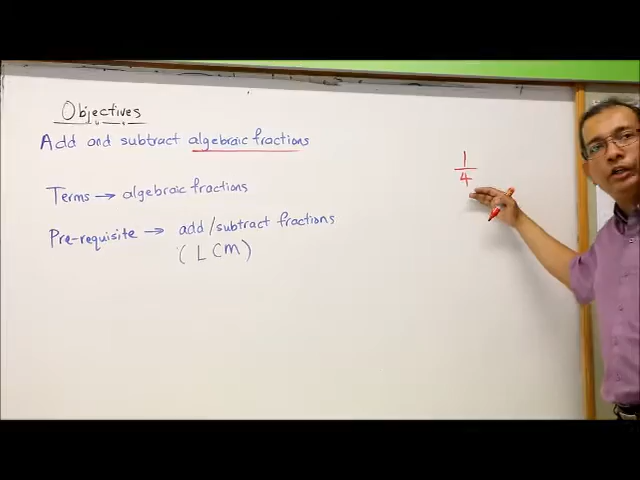 Objectives
Add and subtract algebraic fractions
1
4
Terms → algebraic fractions
Pre-requisite → add/subtract fractions
(LCM)